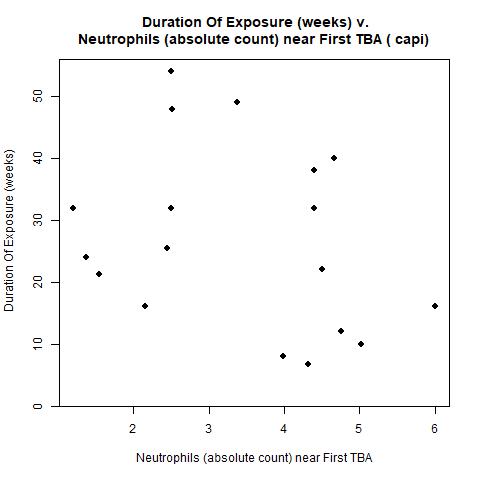 Duration Of Exposure (weeks) v.
Neutrophils (absolute count) near First TBA ( capi)
Duration Of Exposure (weeks)
50
40
30
20
10
0
2 3 4 5 6
Neutrophils (absolute count) near First TBA